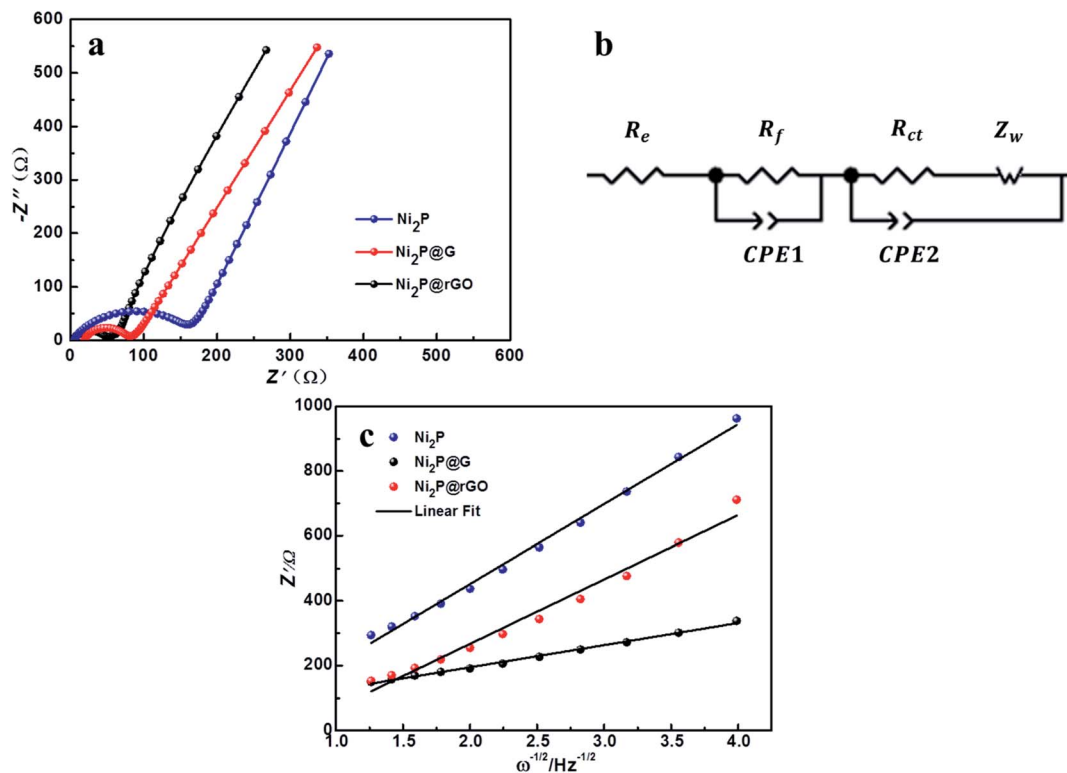 a
600
500
400
300
200
100
0
-Z″ (Ω)
Ni₂P
Ni₂P@G
Ni₂P@rGO
0 100 200 300 400 500 600
Z′ (Ω)
b
Re Rf Rct Zw
CPE1 CPE2
c
1000
800
600
400
200
0
Z′/Ω
Ni₂P
Ni₂P@G
Ni₂P@rGO
Linear Fit
1.0 1.5 2.0 2.5 3.0 3.5 4.0
ω⁻¹/²/Hz⁻¹/²